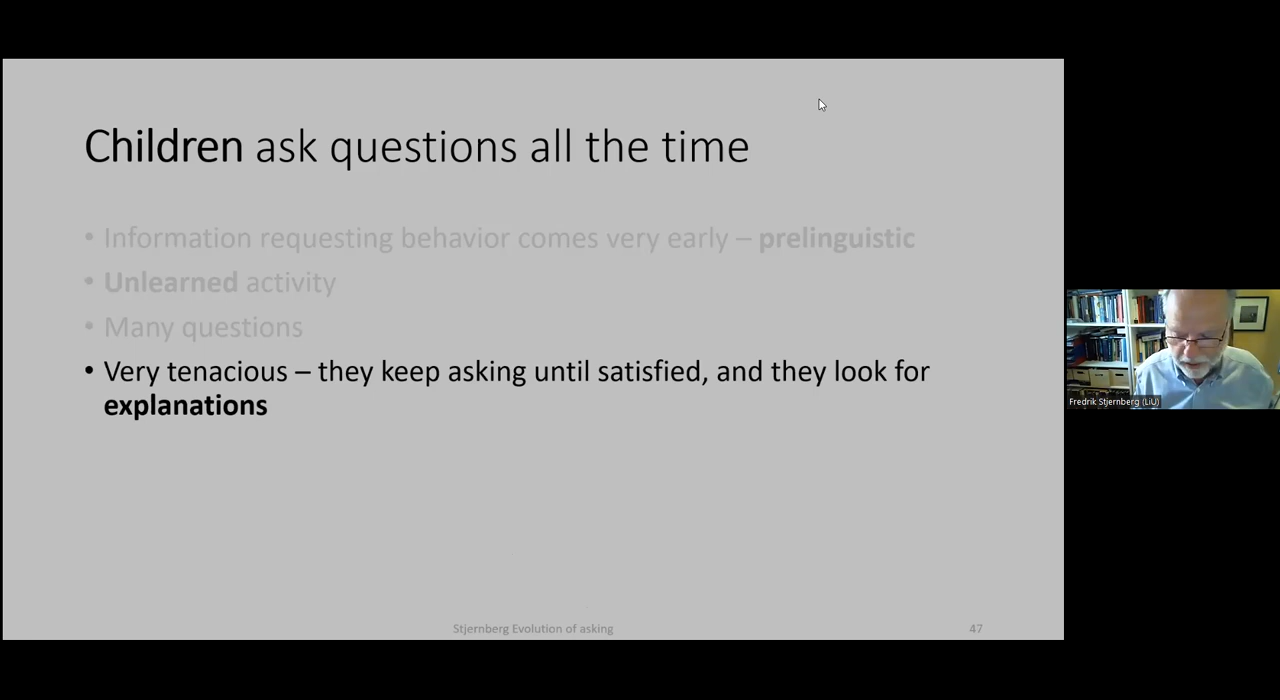 Children ask questions all the time
• Information requesting behavior comes very early – prelinguistic
• Unlearned activity
• Many questions
• Very tenacious – they keep asking until satisfied, and they look for
explanations
Fredrik Stjernberg (LiU)
Stjernberg Evolution of asking
47